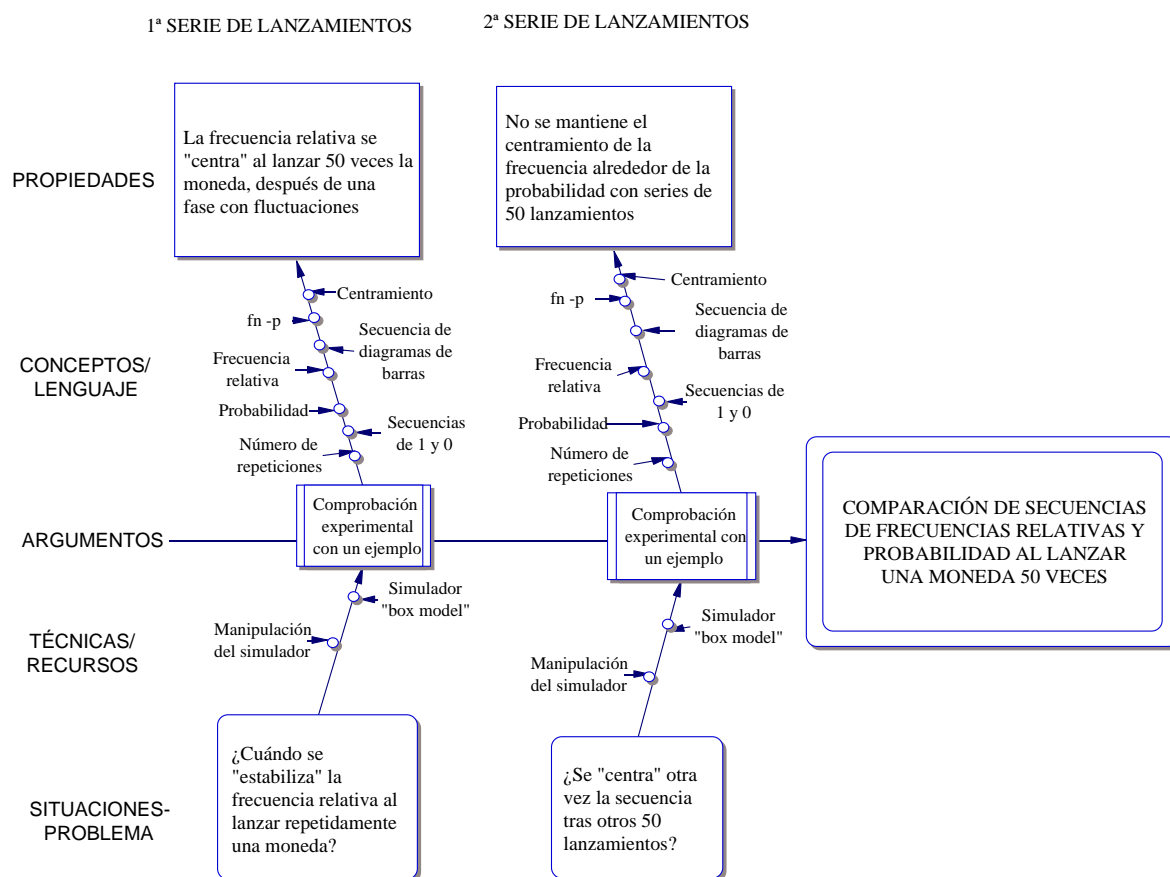 1ª SERIE DE LANZAMIENTOS
2ª SERIE DE LANZAMIENTOS
PROPIEDADES
La frecuencia relativa se
"centra" al lanzar 50 veces la
moneda, después de una
fase con fluctuaciones
No se mantiene el
centramiento de la
frecuencia alrededor de la
probabilidad con series de
50 lanzamientos
CONCEPTOS/
LENGUAJE
Centramiento
fn -p
Secuencia de
diagramas de
barras
Frecuencia
relativa
Probabilidad
Secuencias
de 1 y 0
Número de
repeticiones
Centramiento
fn -p
Secuencia de
diagramas de
barras
Frecuencia
relativa
Secuencias de
1 y 0
Probabilidad
Número de
repeticiones
ARGUMENTOS
Comprobación
experimental
con un ejemplo
Comprobación
experimental con
un ejemplo
COMPARACIÓN DE SECUENCIAS
DE FRECUENCIAS RELATIVAS Y
PROBABILIDAD AL LANZAR
UNA MONEDA 50 VECES
TÉCNICAS/
RECURSOS
Simulador
"box model"
Manipulación
del simulador
Simulador
"box model"
Manipulación
del simulador
SITUACIONES-
PROBLEMA
¿Cuándo se
"estabiliza" la
frecuencia relativa al
lanzar repetidamente
una moneda?
¿Se "centra" otra
vez la secuencia
tras otros 50
lanzamientos?